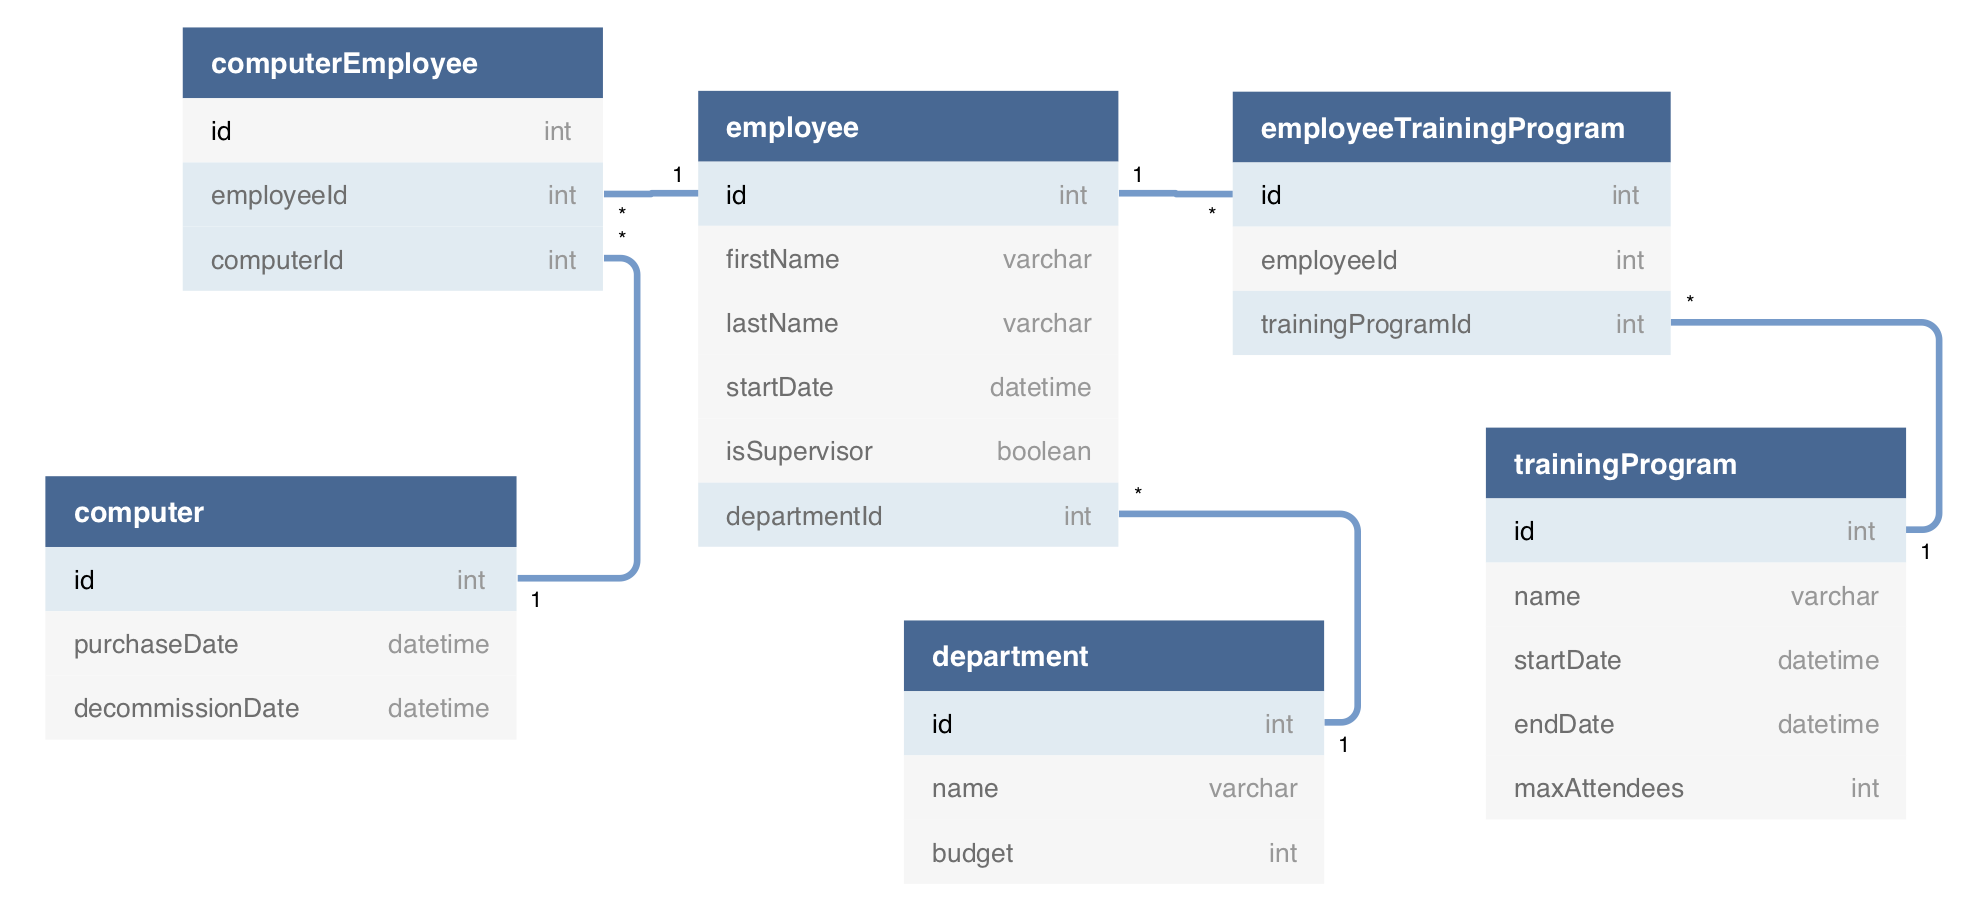 computerEmployee
id int
employeeId int
computerId int
1
*
*
employee
id int
firstName varchar
lastName varchar
startDate datetime
isSupervisor boolean
departmentId int
1
*
*
employeeTrainingProgram
id int
employeeId int
trainingProgramId int
*
computer
id int
purchaseDate datetime
decommissionDate datetime
1
department
id int
name varchar
budget int
1
trainingProgram
id int
name varchar
startDate datetime
endDate datetime
maxAttendees int
1